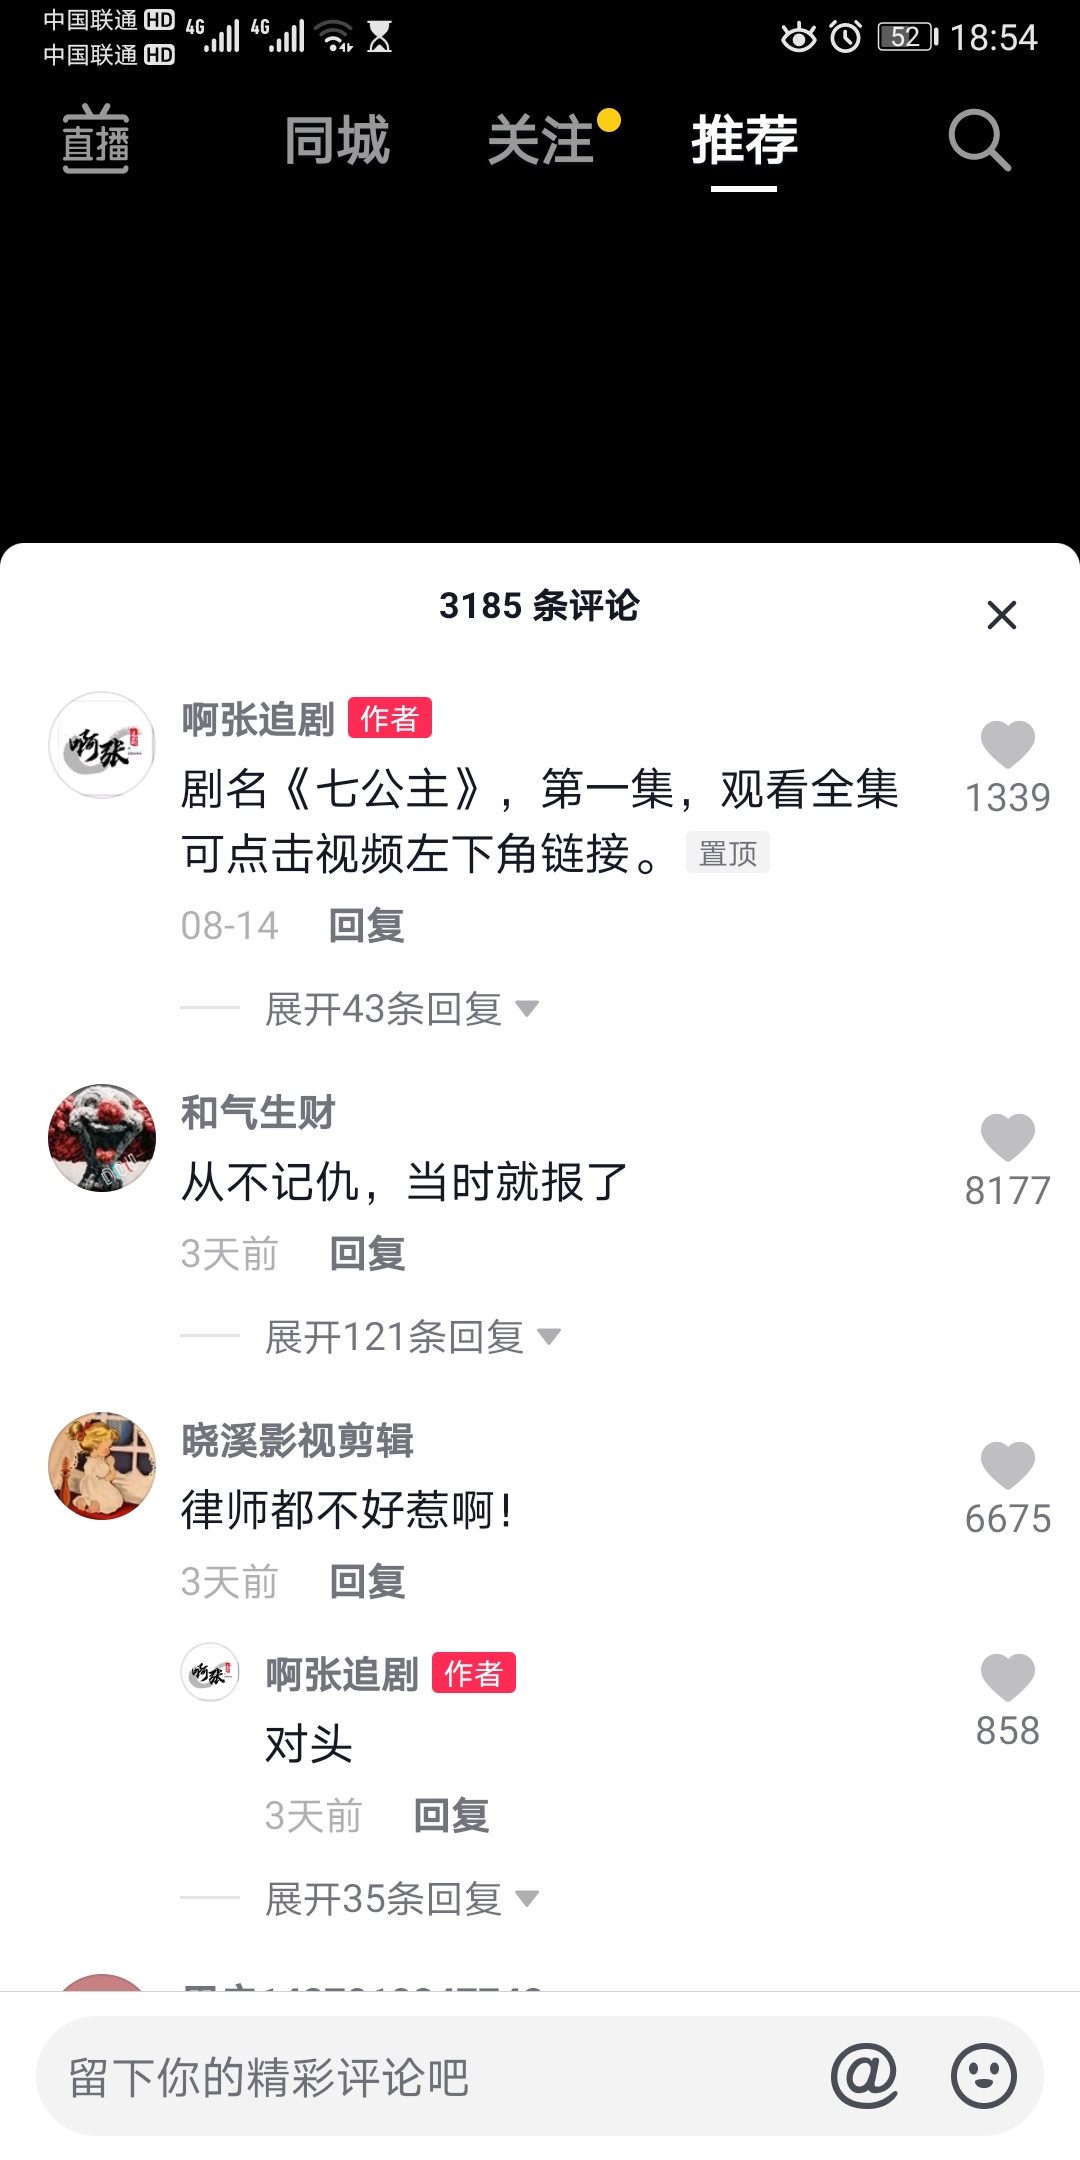 中国联通 HD 4G 4G 52 18:54
中国联通 HD
直播 同城 关注 推荐
3185 条评论
啊张追剧 作者
剧名《七公主》，第一集，观看全集
可点击视频左下角链接。 置顶
1339
08-14 回复
展开43条回复
和气生财
从不记仇，当时就报了
8177
3天前 回复
展开121条回复
晓溪影视剪辑
律师都不好惹啊！
6675
3天前 回复
啊张追剧 作者
对头
858
3天前 回复
展开35条回复
留下你的精彩评论吧 @